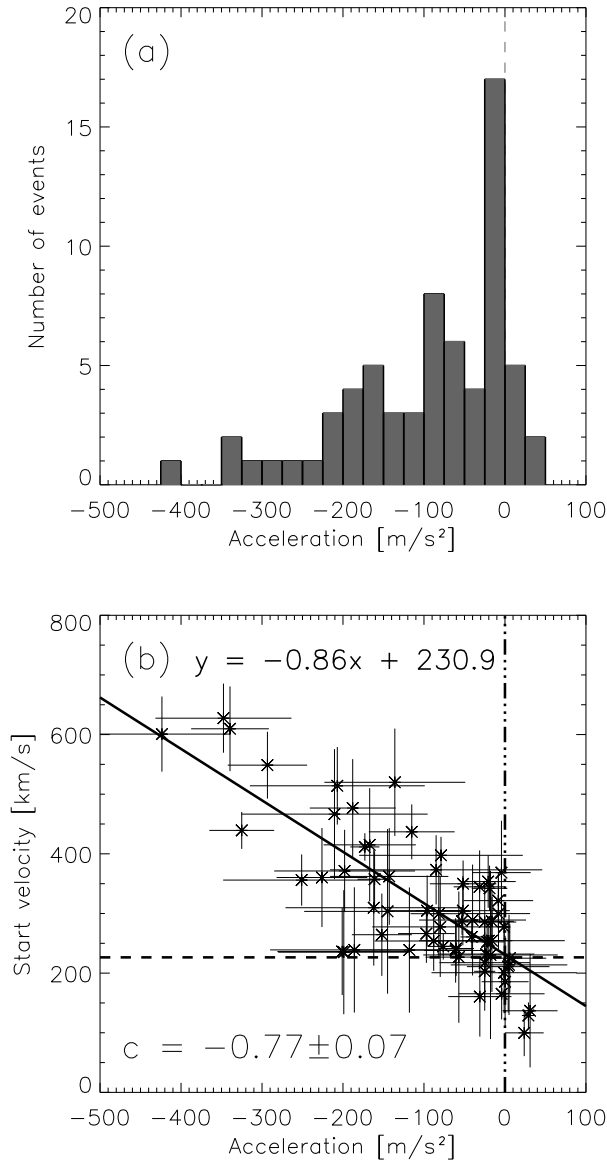 20
(a)
15
Number of events
10
5
0
−500 −400 −300 −200 −100 0 100
Acceleration [m/s²]
800
(b) y = −0.86x + 230.9
600
Start velocity [km/s]
400
200
c = −0.77±0.07
0
−500 −400 −300 −200 −100 0 100
Acceleration [m/s²]